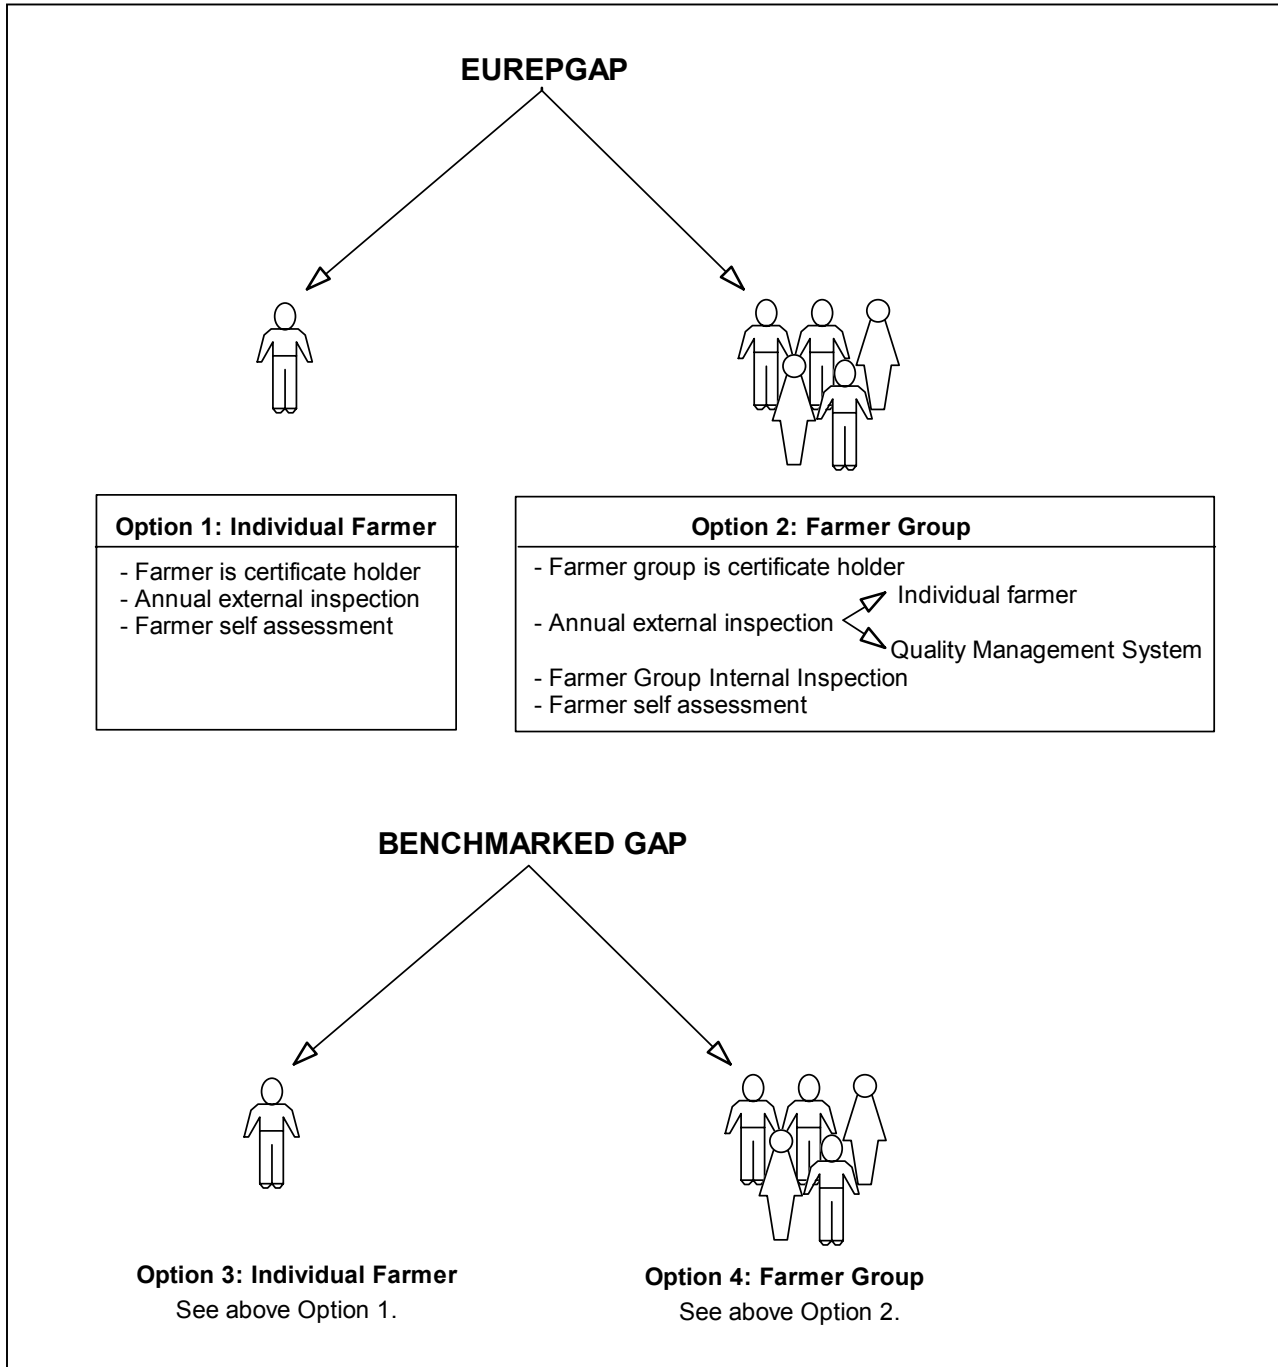 EUREPGAP
Option 1: Individual Farmer
- Farmer is certificate holder
- Annual external inspection
- Farmer self assessment
Option 2: Farmer Group
- Farmer group is certificate holder
Individual farmer
- Annual external inspection
Quality Management System
- Farmer Group Internal Inspection
- Farmer self assessment
BENCHMARKED GAP
Option 3: Individual Farmer
See above Option 1.
Option 4: Farmer Group
See above Option 2.